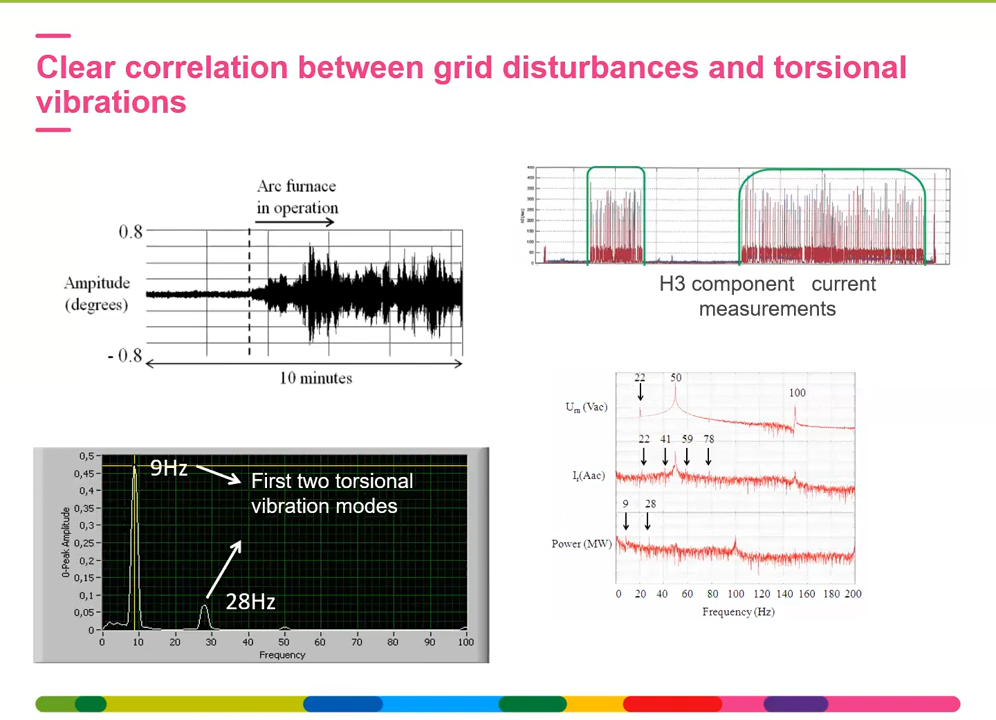 Clear correlation between grid disturbances and torsional
vibrations
Arc furnace
in operation
0.8
Amplitude
(degrees)
- 0.8
10 minutes
H3 component current
measurements
22 50 100
Um (Vac)
22 41 59 78
Ii(Aac)
9 28
Power (MW)
0 20 40 60 80 100 120 140 160 180 200
Frequency (Hz)
0,5
0,45
0,4
0,35
0,3
0,25
0,2
0,15
0,1
0,05
0
0-Peak Amplitude
9Hz
First two torsional
vibration modes
28Hz
0 10 20 30 40 50 60 70 80 90 100
Frequency